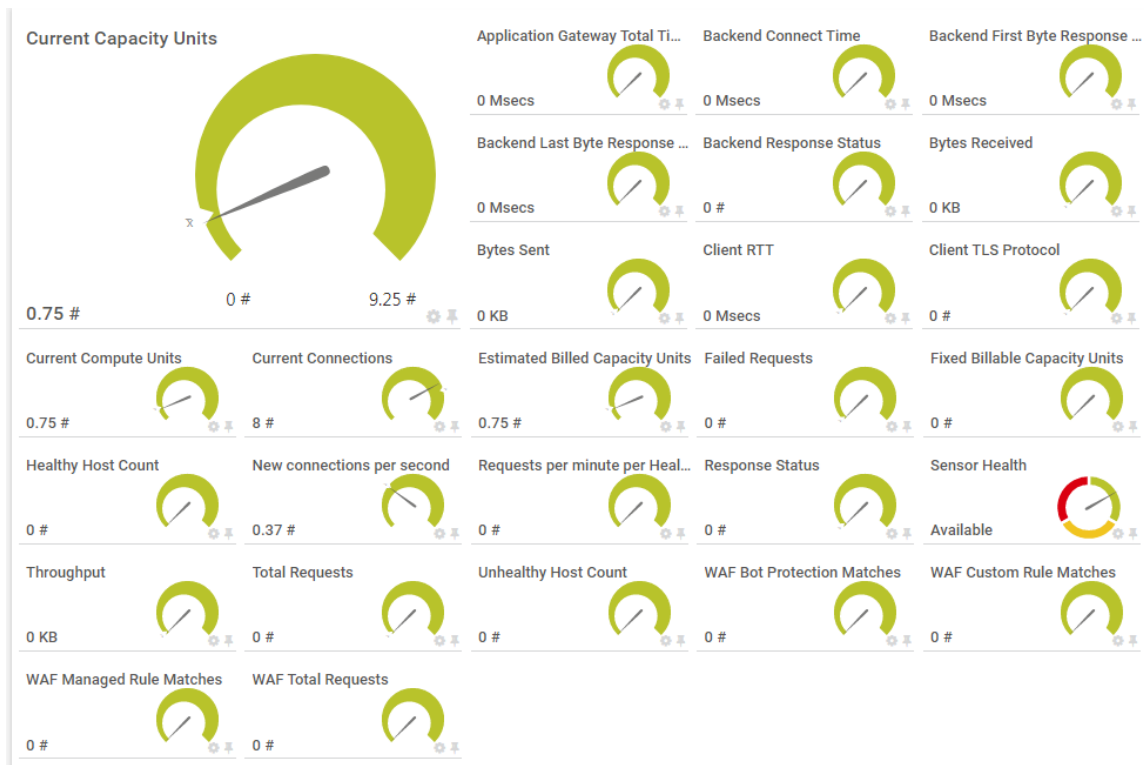 Current Capacity Units
0 #
9.25 #
0.75 #
Application Gateway Total Ti...
0 Msecs
Backend Connect Time
0 Msecs
Backend First Byte Response ...
0 Msecs
Backend Last Byte Response ...
0 Msecs
Backend Response Status
0 #
Bytes Received
0 KB
Bytes Sent
0 KB
Client RTT
0 Msecs
Client TLS Protocol
0 #
Current Compute Units
0.75 #
Current Connections
8 #
Estimated Billed Capacity Units
0.75 #
Failed Requests
0 #
Fixed Billable Capacity Units
0 #
Healthy Host Count
0 #
New connections per second
0.37 #
Requests per minute per Heal...
0 #
Response Status
0 #
Sensor Health
Available
Throughput
0 KB
Total Requests
0 #
Unhealthy Host Count
0 #
WAF Bot Protection Matches
0 #
WAF Custom Rule Matches
0 #
WAF Managed Rule Matches
0 #
WAF Total Requests
0 #